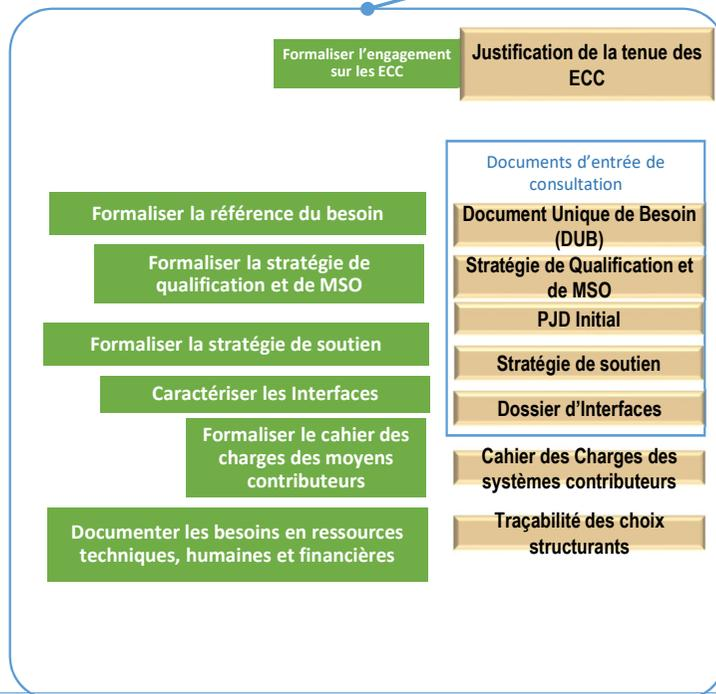 Formaliser l'engagement
sur les ECC
Justification de la tenue des
ECC
Documents d'entrée de
consultation
Formaliser la référence du besoin
Document Unique de Besoin
(DUB)
Formaliser la stratégie de
qualification et de MSO
Stratégie de Qualification et
de MSO
PJD Initial
Formaliser la stratégie de soutien
Stratégie de soutien
Caractériser les Interfaces
Dossier d'Interfaces
Formaliser le cahier des
charges des moyens
contributeurs
Cahier des Charges des
systèmes contributeurs
Documenter les besoins en ressources
techniques, humaines et financières
Traçabilité des choix
structurants